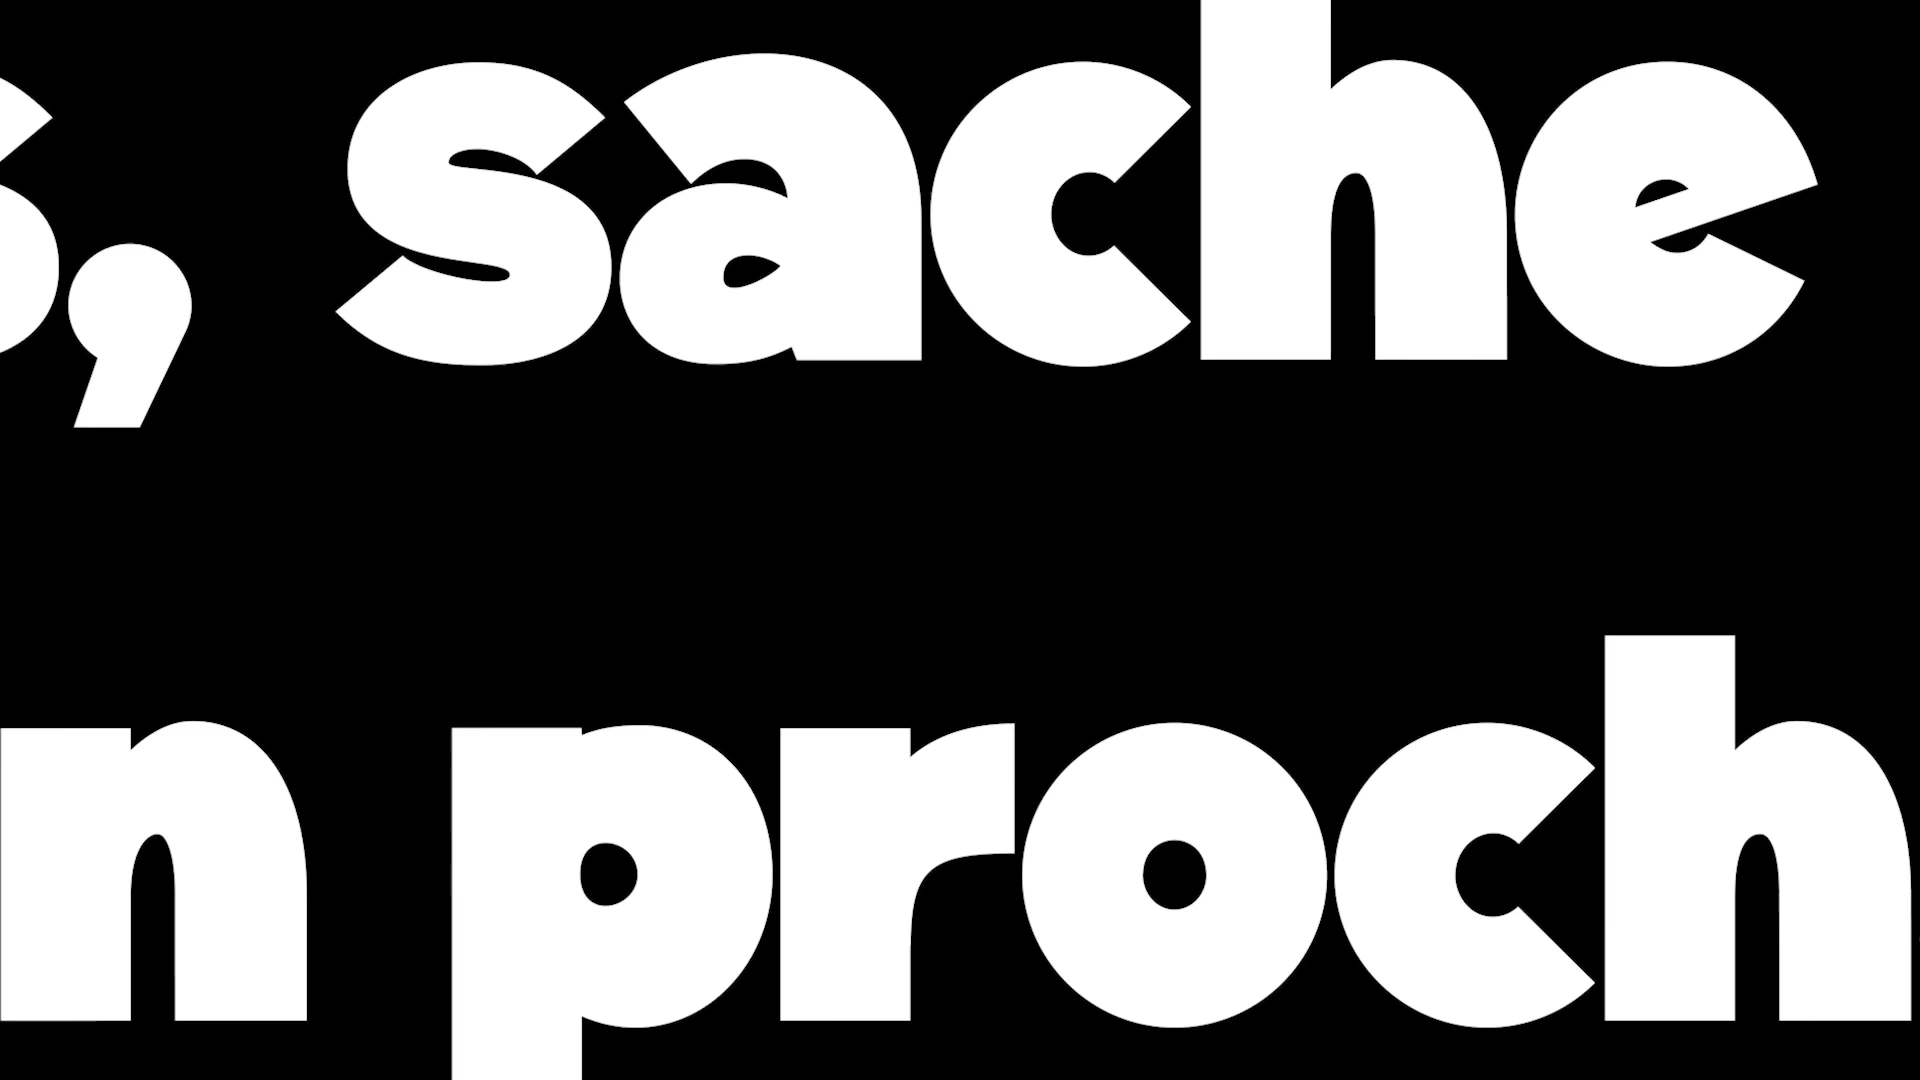 s, sache
n proch